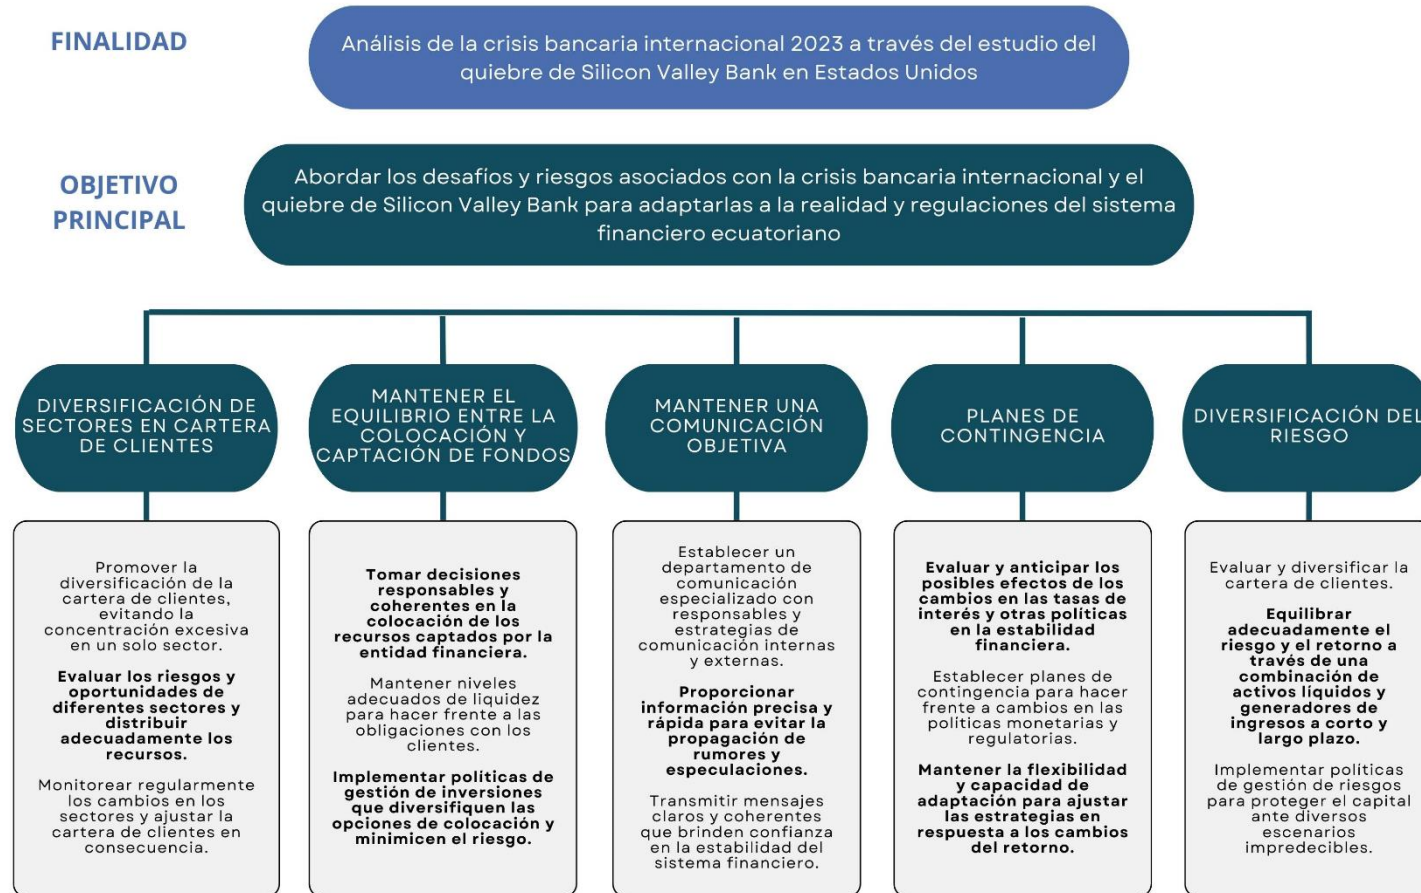 FINALIDAD
Análisis de la crisis bancaria internacional 2023 a través del estudio del
quiebre de Silicon Valley Bank en Estados Unidos
OBJETIVO
PRINCIPAL
Abordar los desafíos y riesgos asociados con la crisis bancaria internacional y el
quiebre de Silicon Valley Bank para adaptarlas a la realidad y regulaciones del sistema
financiero ecuatoriano
DIVERSIFICACIÓN DE
SECTORES EN CARTERA
DE CLIENTES
MANTENER EL
EQUILIBRIO ENTRE LA
COLOCACIÓN Y
CAPTACIÓN DE FONDOS
MANTENER UNA
COMUNICACIÓN
OBJETIVA
PLANES DE
CONTINGENCIA
DIVERSIFICACIÓN DEL
RIESGO
Promover la
diversificación de la
cartera de clientes,
evitando la
concentración excesiva
en un solo sector.
Evaluar los riesgos y
oportunidades de
diferentes sectores y
distribuir
adecuadamente los
recursos.
Monitorear regularmente
los cambios en los
sectores y ajustar la
cartera de clientes en
consecuencia.
Tomar decisiones
responsables y
coherentes en la
colocación de los
recursos captados por la
entidad financiera.
Mantener niveles
adecuados de liquidez
para hacer frente a las
obligaciones con los
clientes.
Implementar políticas de
gestión de inversiones
que diversifiquen las
opciones de colocación y
minimicen el riesgo.
Establecer un
departamento de
comunicación
especializado con
responsables y
estrategias de
comunicación internas
y externas.
Proporcionar
información precisa y
rápida para evitar la
propagación de
rumores y
especulaciones.
Transmitir mensajes
claros y coherentes
que brinden confianza
en la estabilidad del
sistema financiero.
Evaluar y anticipar los
posibles efectos de los
cambios en las tasas de
interés y otras políticas
en la estabilidad
financiera.
Establecer planes de
contingencia para hacer
frente a cambios en las
políticas monetarias y
regulatorias.
Mantener la flexibilidad
y capacidad de
adaptación para ajustar
las estrategias en
respuesta a los cambios
del retorno.
Evaluar y diversificar la
cartera de clientes.
Equilibrar
adecuadamente el
riesgo y el retorno a
través de una
combinación de
activos líquidos y
generadores de
ingresos a corto y
largo plazo.
Implementar políticas
de gestión de riesgos
para proteger el capital
ante diversos
escenarios
impredecibles.